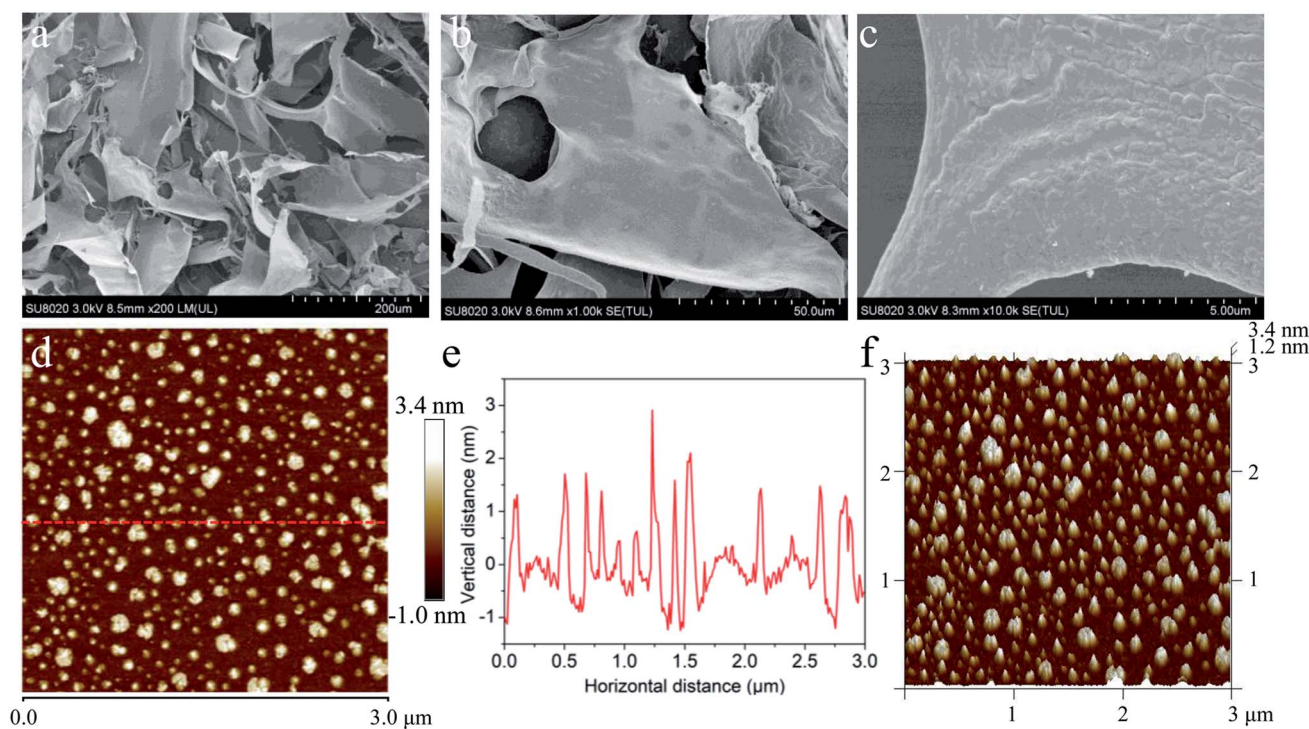 a
SU8020 3.0kV 8.5mm x200 LM(UL) 200um
b
SU8020 3.0kV 8.6mm x1.00k SE(TUL) 50.0um
c
SU8020 3.0kV 8.3mm x10.0k SE(TUL) 5.00um
d
3.4 nm
-1.0 nm
0.0 3.0 μm
e
Vertical distance (nm)
3
2
1
0
-1
0.0 0.5 1.0 1.5 2.0 2.5 3.0
Horizontal distance (μm)
f
3.4 nm
1.2 nm
3 3
2 2
1 1
1 2 3 μm